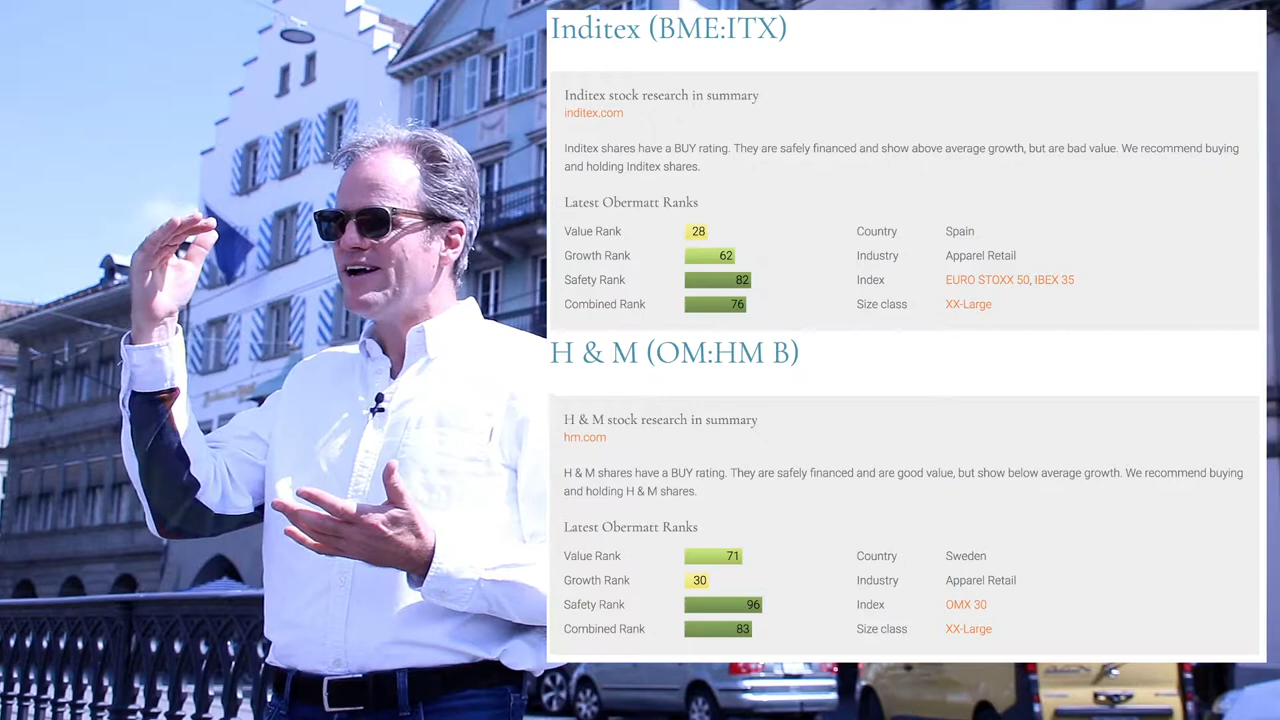 Inditex (BME:ITX)
Inditex stock research in summary
inditex.com
Inditex shares have a BUY rating. They are safely financed and show above average growth, but are bad value. We recommend buying
and holding Inditex shares.
Latest Obermatt Ranks
Value Rank 28 Country Spain
Growth Rank 62 Industry Apparel Retail
Safety Rank 82 Index EURO STOXX 50, IBEX 35
Combined Rank 76 Size class XX-Large
H & M (OM:HM B)
H & M stock research in summary
hm.com
H & M shares have a BUY rating. They are safely financed and are good value, but show below average growth. We recommend buying
and holding H & M shares.
Latest Obermatt Ranks
Value Rank 71 Country Sweden
Growth Rank 30 Industry Apparel Retail
Safety Rank 96 Index OMX 30
Combined Rank 83 Size class XX-Large